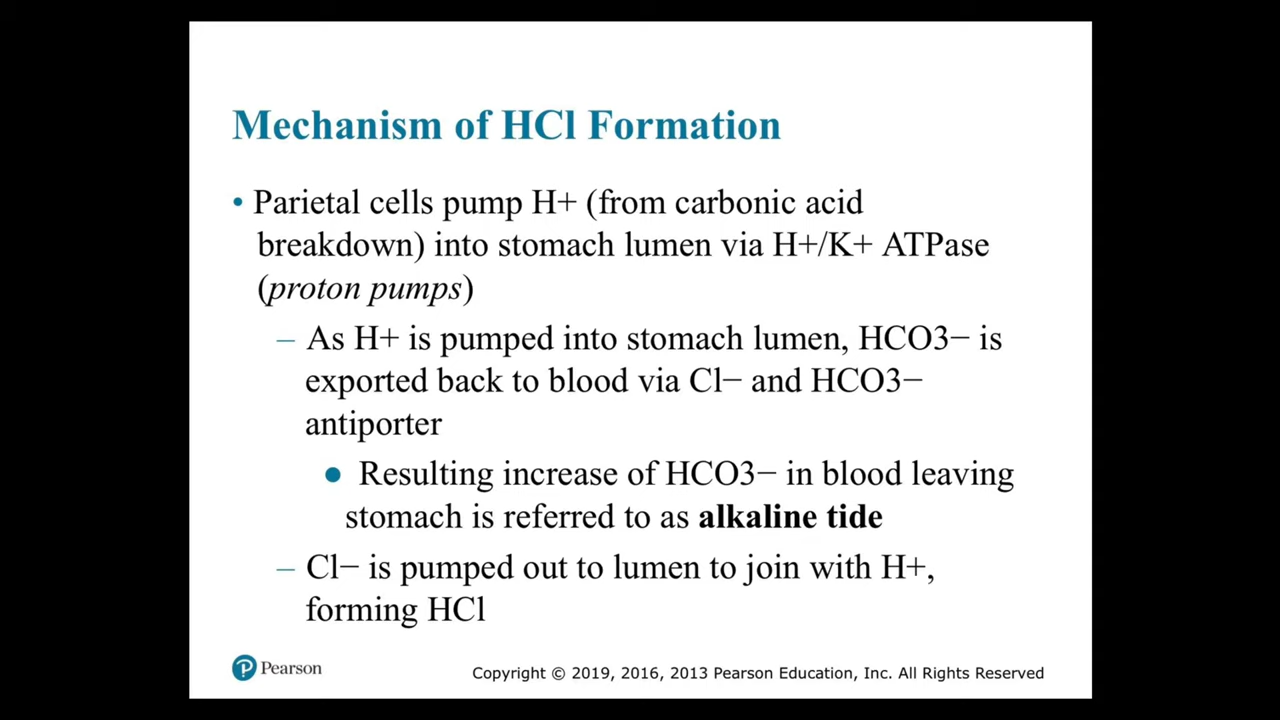 Mechanism of HCl Formation
• Parietal cells pump H+ (from carbonic acid
breakdown) into stomach lumen via H+/K+ ATPase
(proton pumps)
– As H+ is pumped into stomach lumen, HCO3− is
exported back to blood via Cl− and HCO3−
antiporter
● Resulting increase of HCO3− in blood leaving
stomach is referred to as alkaline tide
– Cl− is pumped out to lumen to join with H+,
forming HCl
P Pearson
Copyright © 2019, 2016, 2013 Pearson Education, Inc. All Rights Reserved